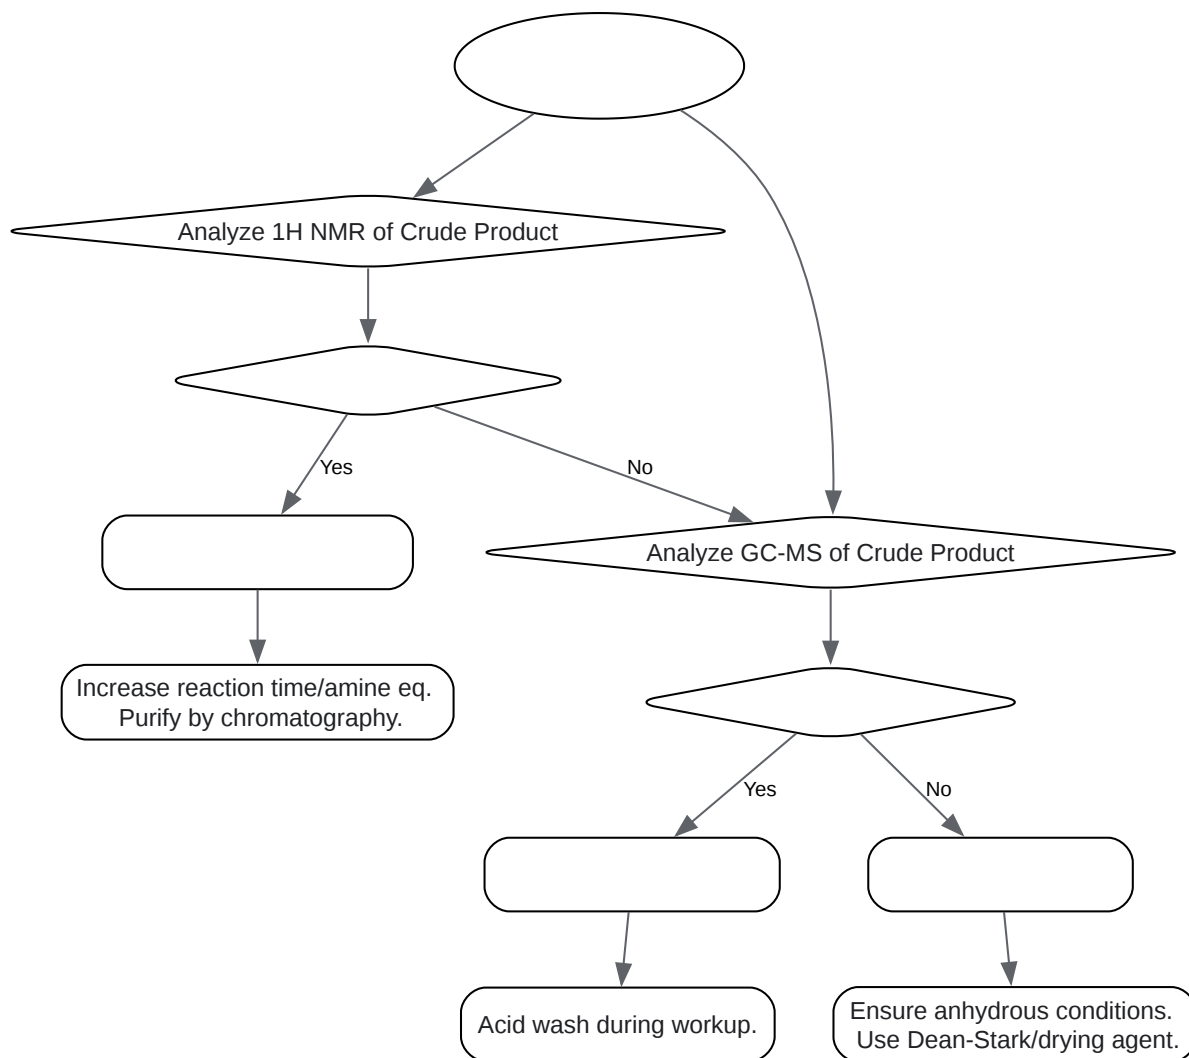 Analyze 1H NMR of Crude Product
Yes
No
Analyze GC-MS of Crude Product
Increase reaction time/amine eq.
Purify by chromatography.
Yes
No
Acid wash during workup.
Ensure anhydrous conditions.
Use Dean-Stark/drying agent.